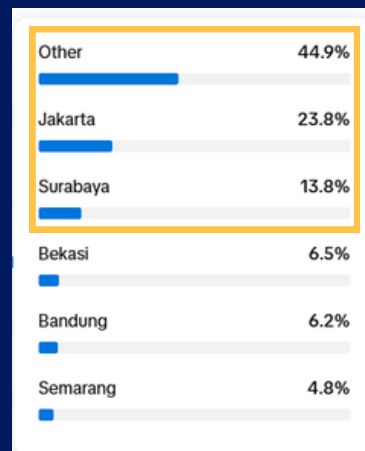 Other 44.9%
Jakarta 23.8%
Surabaya 13.8%
Bekasi 6.5%
Bandung 6.2%
Semarang 4.8%